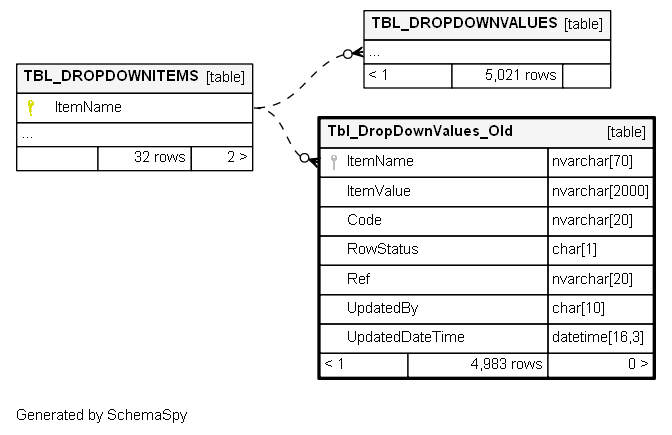 TBL_DROPDOWNVALUES [table]
...
< 1 5,021 rows
TBL_DROPDOWNITEMS [table]
ItemName
...
32 rows 2 >
Tbl_DropDownValues_Old [table]
ItemName nvarchar[70]
ItemValue nvarchar[2000]
Code nvarchar[20]
RowStatus char[1]
Ref nvarchar[20]
UpdatedBy char[10]
UpdatedDateTime datetime[16,3]
< 1 4,983 rows 0 >
Generated by SchemaSpy